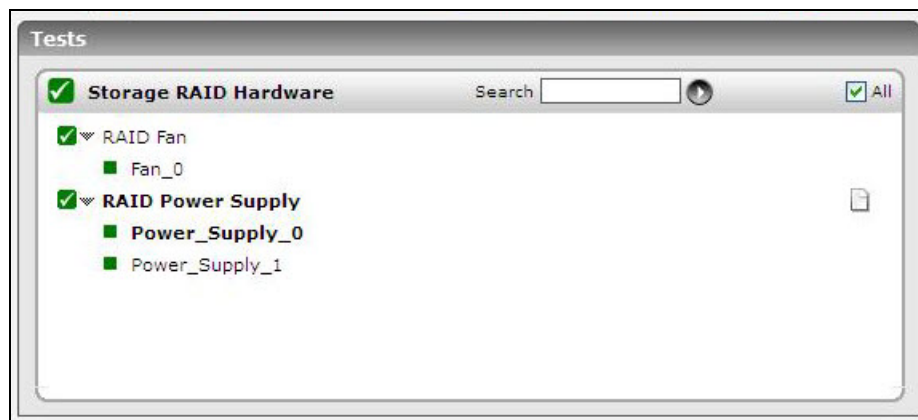 Tests
Storage RAID Hardware Search All
RAID Fan
Fan_0
RAID Power Supply
Power_Supply_0
Power_Supply_1